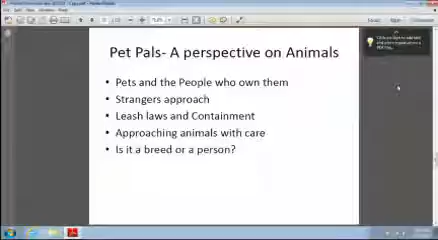 Pet Pals- A perspective on Animals
• Pets and the People who own them
• Strangers approach
• Leash laws and Containment
• Approaching animals with care
• Is it a breed or a person?